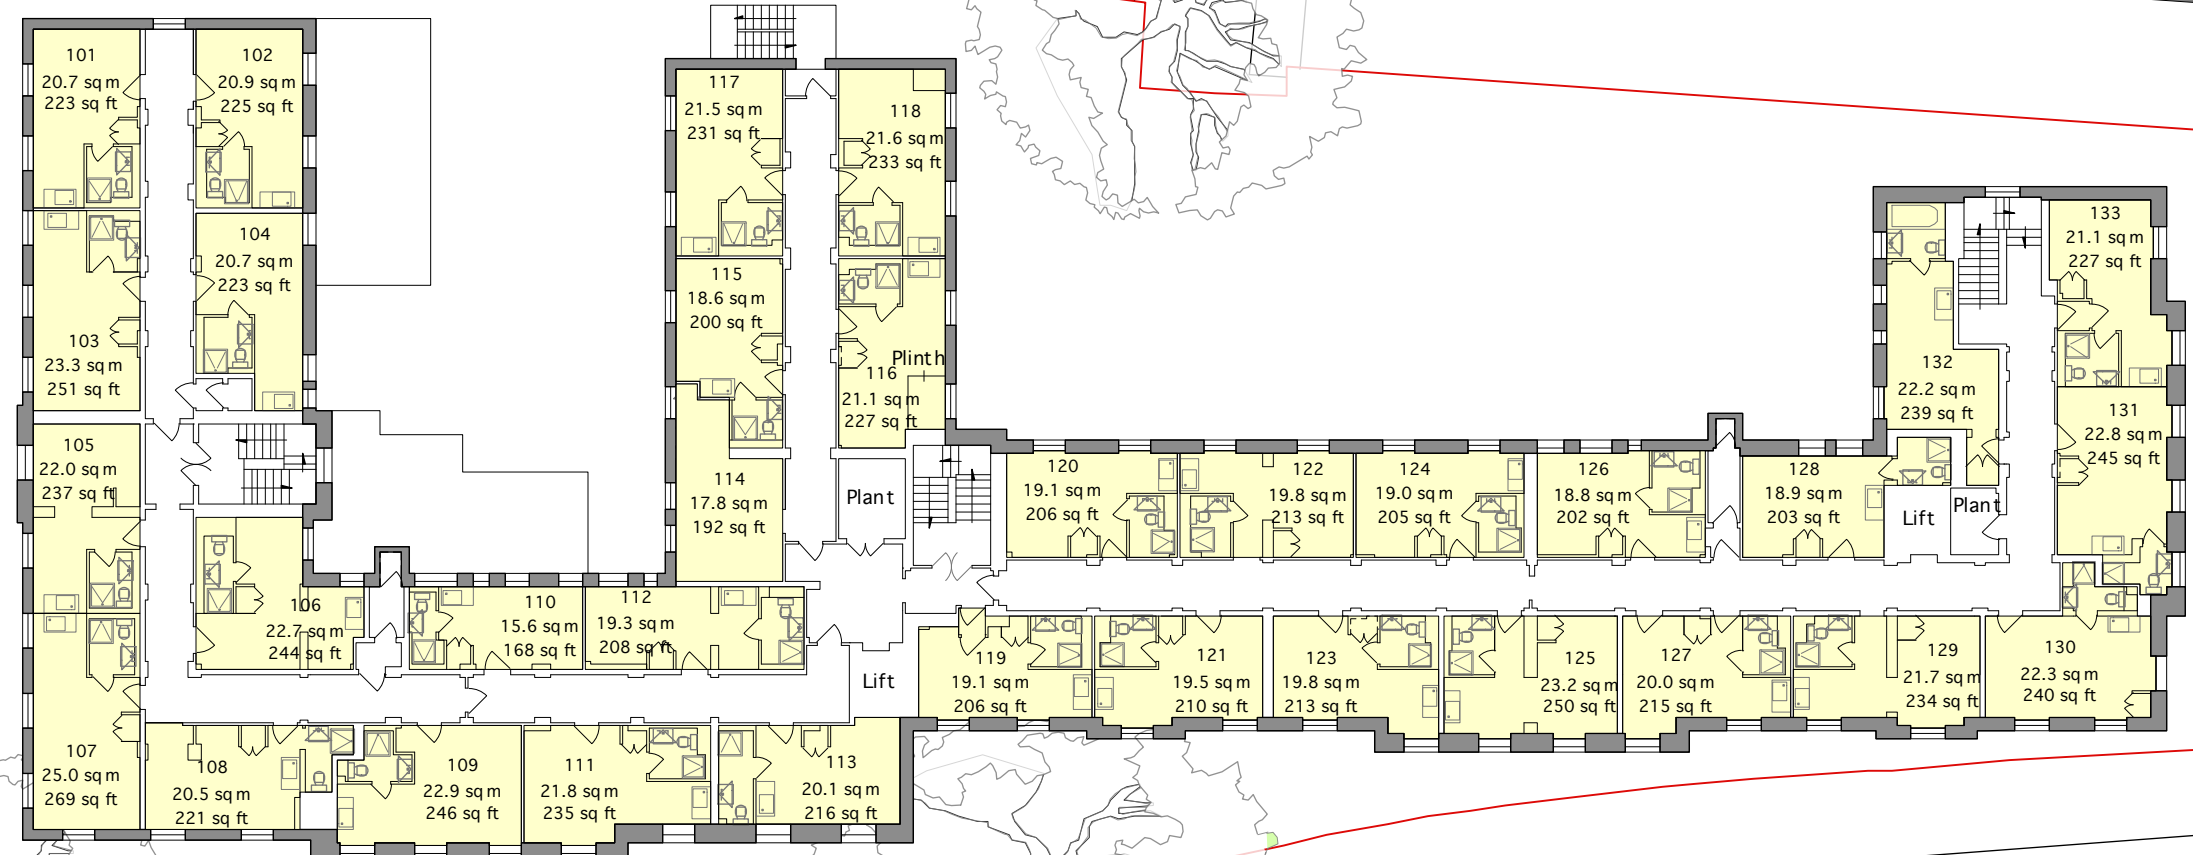 101
20.7 sq m
223 sq ft
102
20.9 sq m
225 sq ft
103
23.3 sq m
251 sq ft
104
20.7 sq m
223 sq ft
105
22.0 sq m
237 sq ft
106
22.7 sq m
244 sq ft
107
25.0 sq m
269 sq ft
108
20.5 sq m
221 sq ft
109
22.9 sq m
246 sq ft
110
15.6 sq m
168 sq ft
111
21.8 sq m
235 sq ft
112
19.3 sq m
208 sq ft
113
20.1 sq m
216 sq ft
114
17.8 sq m
192 sq ft
115
18.6 sq m
200 sq ft
Plinth
116
21.1 sq m
227 sq ft
117
21.5 sq m
231 sq ft
118
21.6 sq m
233 sq ft
Plant
Lift
119
19.1 sq m
206 sq ft
120
19.1 sq m
206 sq ft
121
19.5 sq m
210 sq ft
122
19.8 sq m
213 sq ft
123
19.8 sq m
213 sq ft
124
19.0 sq m
205 sq ft
125
23.2 sq m
250 sq ft
126
18.8 sq m
202 sq ft
127
20.0 sq m
215 sq ft
128
18.9 sq m
203 sq ft
Lift
Plant
129
21.7 sq m
234 sq ft
130
22.3 sq m
240 sq ft
131
22.8 sq m
245 sq ft
132
22.2 sq m
239 sq ft
133
21.1 sq m
227 sq ft